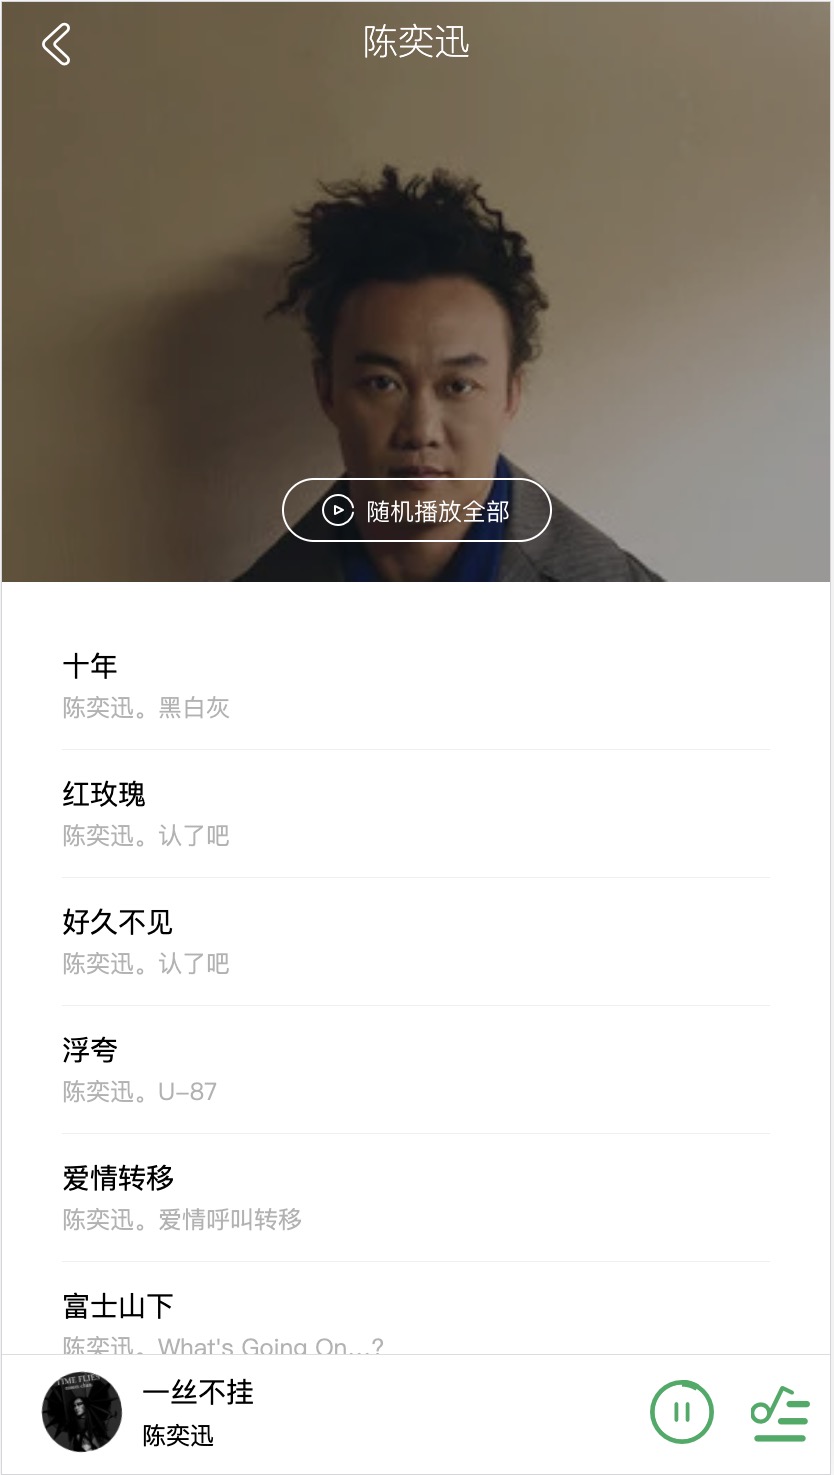 陈奕迅
随机播放全部
十年
陈奕迅。黑白灰
红玫瑰
陈奕迅。认了吧
好久不见
陈奕迅。认了吧
浮夸
陈奕迅。U-87
爱情转移
陈奕迅。爱情呼叫转移
富士山下
陈奕迅。What's Going On...?
TIME FLIES
一丝不挂
陈奕迅